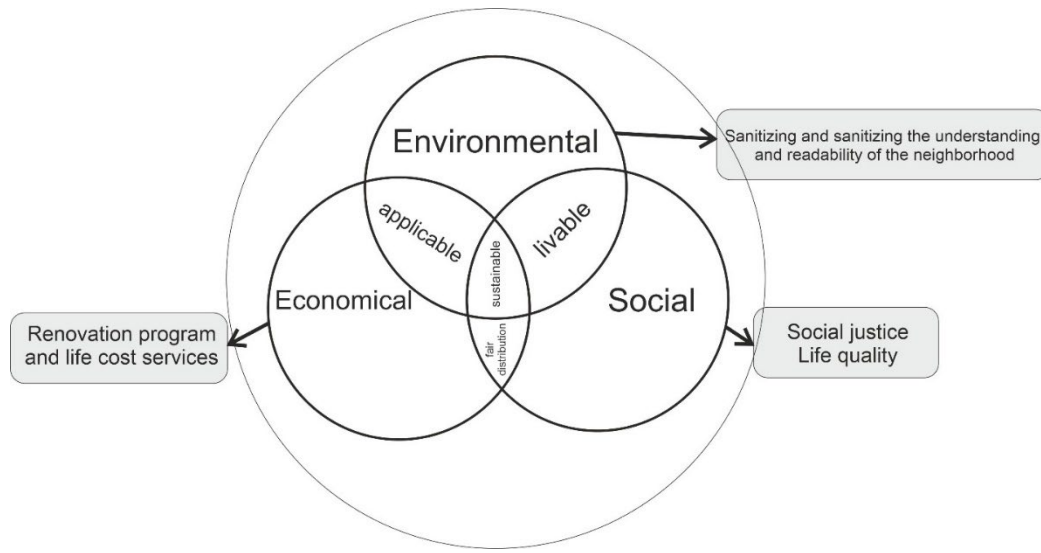 Environmental
Sanitizing and sanitizing the understanding
and readability of the neighborhood
applicable
livable
sustainable
Economical
Social
Renovation program
and life cost services
fair
distribution
Social justice
Life quality